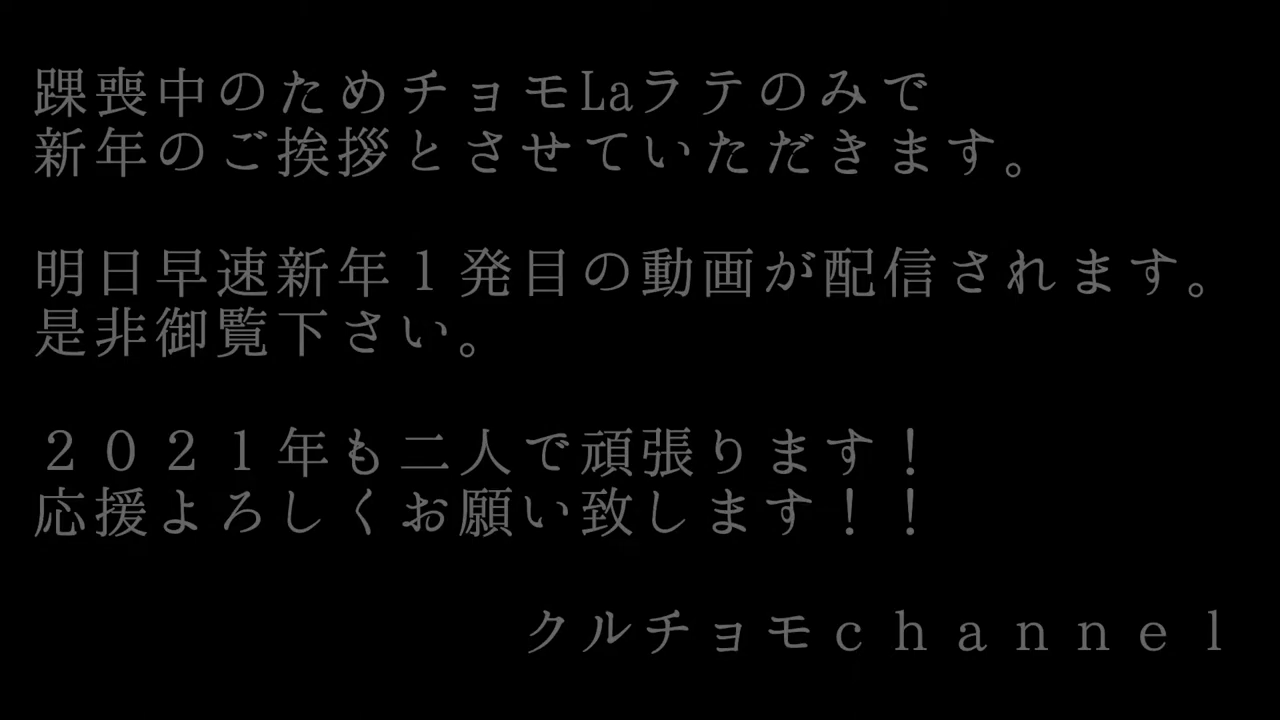 踝喪中のためチョモLaラテのみで
新年のご挨拶とさせていただきます。
明日早速新年１発目の動画が配信されます。
是非御覧下さい。
２０２１年も二人で頑張ります！
応援よろしくお願い致します！！
クルチョモｃｈａｎｎｅｌ